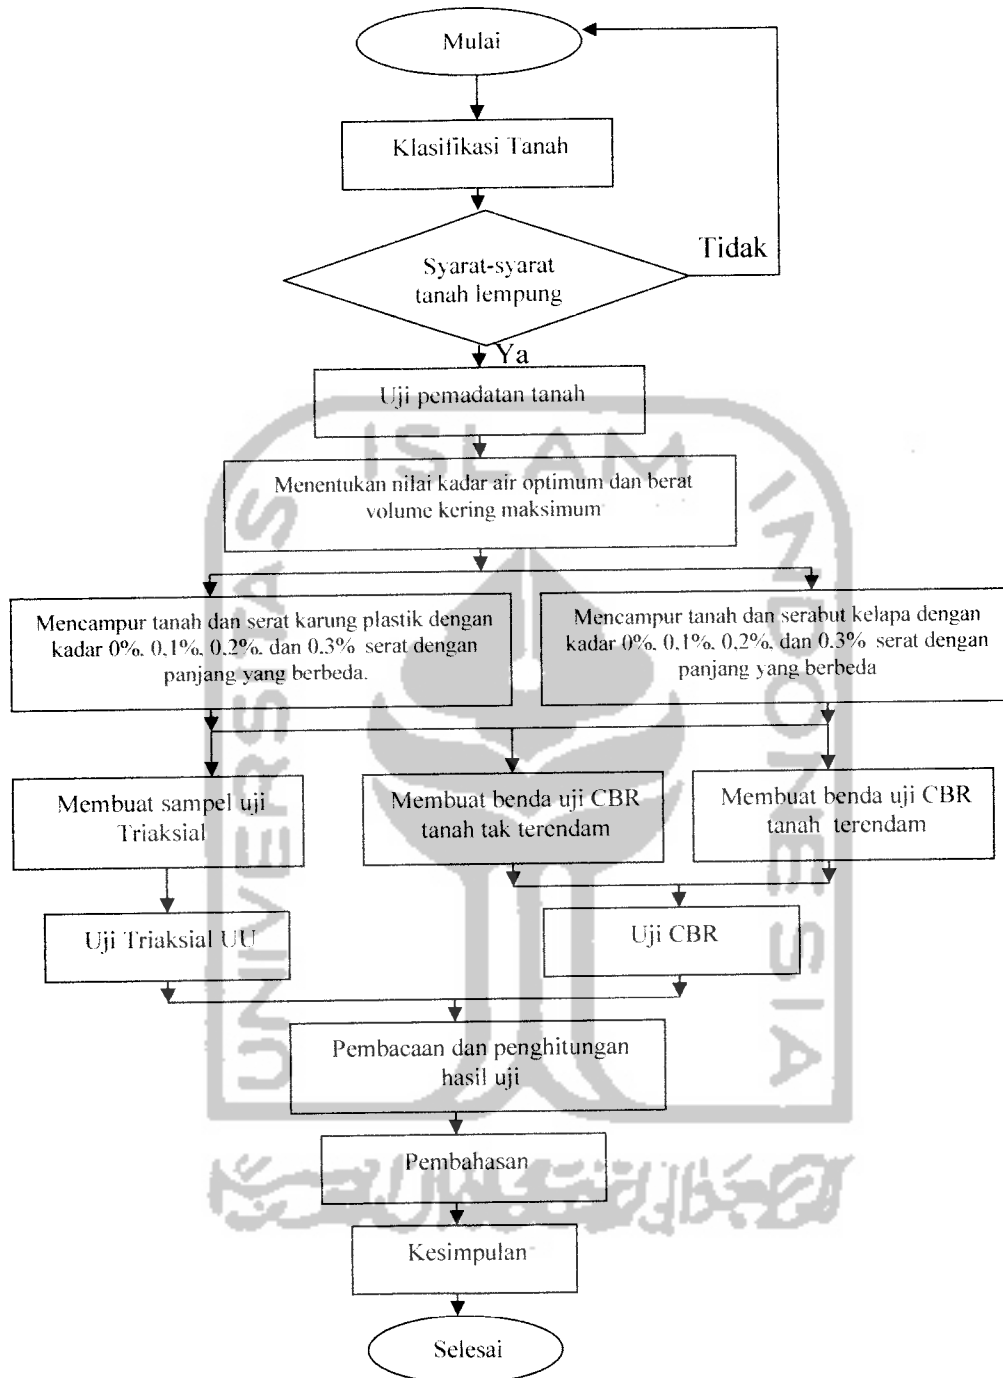 Mulai
Klasifikasi Tanah
Syarat-syarat
tanah lempung
Tidak
Ya
Uji pemadatan tanah
Menentukan nilai kadar air optimum dan berat
volume kering maksimum
Mencampur tanah dan serat karung plastik dengan
kadar 0%, 0,1%, 0,2%, dan 0.3% serat dengan
panjang yang berbeda.
Mencampur tanah dan serabut kelapa dengan
kadar 0%, 0,1%, 0,2%, dan 0.3% serat dengan
panjang yang berbeda
Membuat sampel uji
Triaksial
Membuat benda uji CBR
tanah tak terendam
Membuat benda uji CBR
tanah terendam
Uji Triaksial UU
Uji CBR
Pembacaan dan penghitungan
hasil uji
Pembahasan
Kesimpulan
Selesai
UNIVERSITAS
ISLAM
INDONESIA